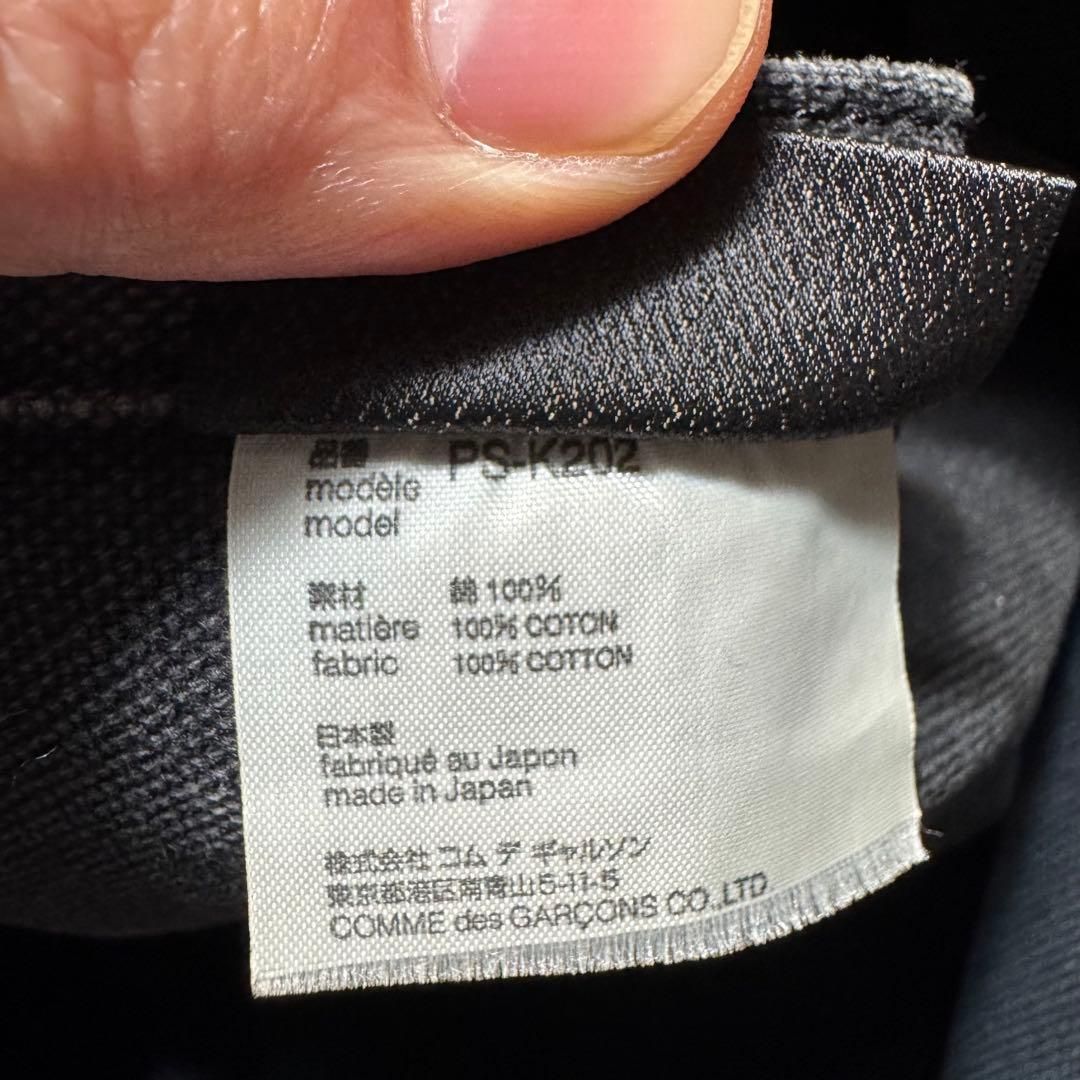 品番 PS-K202
modèle
model
素材 綿 100%
matière 100% COTON
fabric 100% COTTON
日本製
fabriqué au Japon
made in Japan
株式会社 コム デ ギャルソン
東京都港区南青山5-11-5
COMME des GARÇONS CO.,LTD.